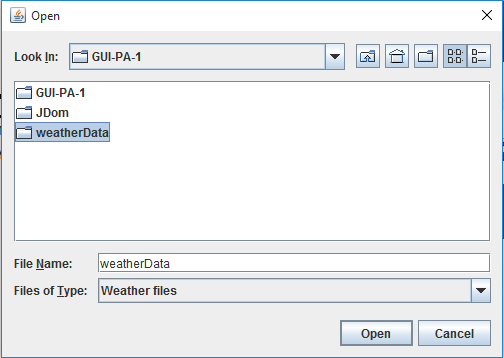 Open
Look In: GUI-PA-1
GUI-PA-1
JDom
weatherData
File Name: weatherData
Files of Type: Weather files
Open Cancel